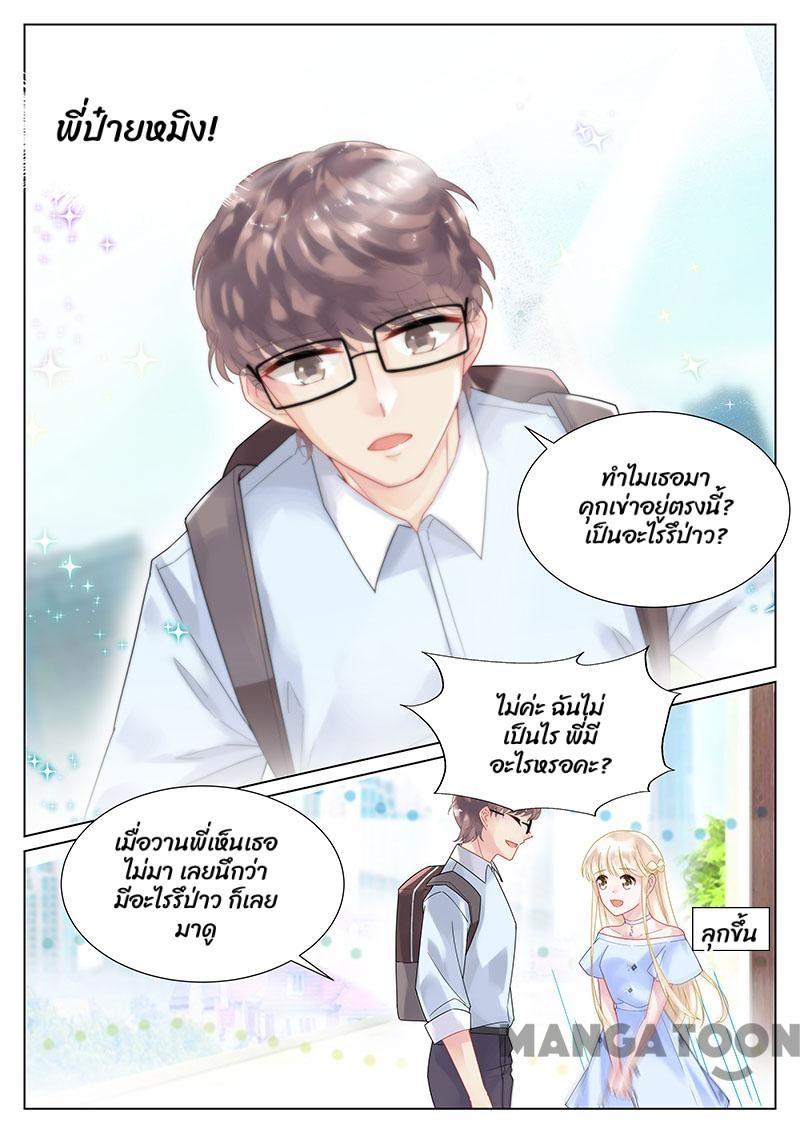 พี่ป๋ายหมิง!
ทำไมเธอมา
คุกเข่าอยู่ตรงนี้?
เป็นอะไรรึป่าว?
ไม่ค่ะ ฉันไม่
เป็นไร พี่มี
อะไรหรอคะ?
เมื่อวานพี่เห็นเธอ
ไม่มา เลยนึกว่า
มีอะไรรึป่าว ก็เลย
มาดู
ลุกขึ้น
MANGATOON